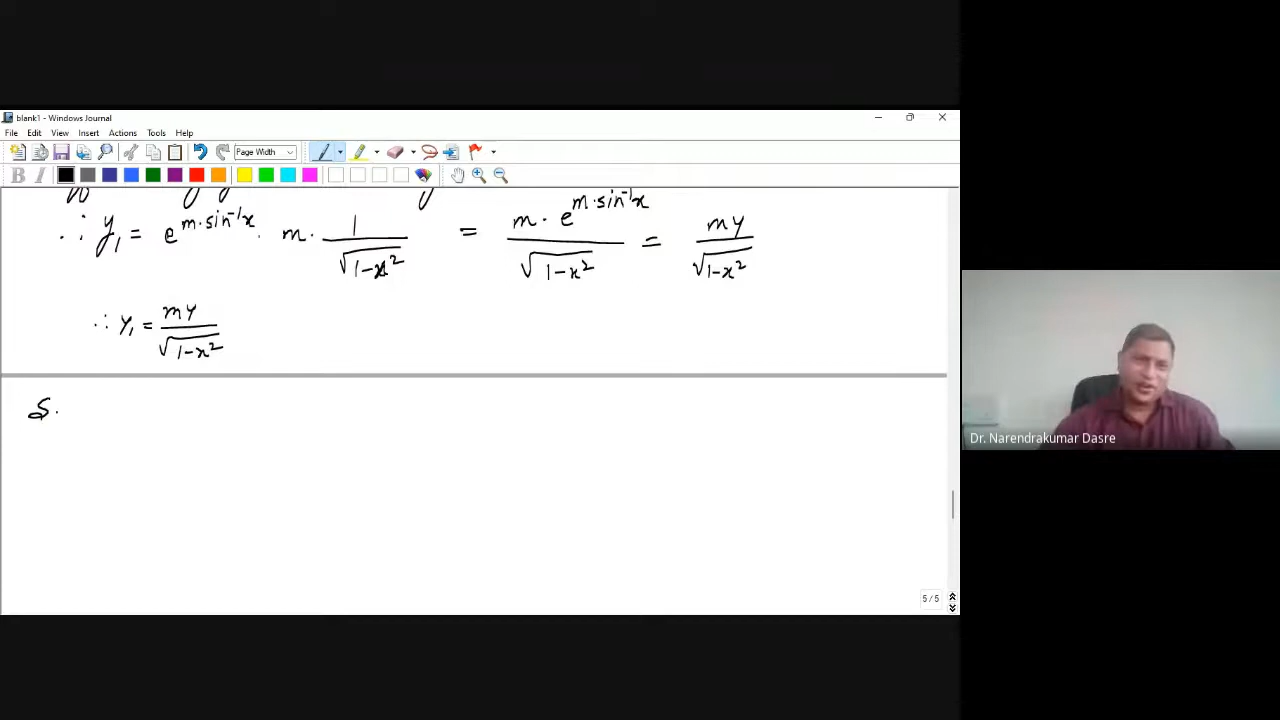 blank1 - Windows Journal
File Edit View Insert Actions Tools Help
Page Width
B I
∴ y₁ = e^{m·sin⁻¹x} · m · 1/√(1-x²) = m·e^{m·sin⁻¹x}/√(1-x²) = my/√(1-x²)
∴ y₁ = my/√(1-x²)
S.
5 / 5
Dr. Narendrakumar Dasre